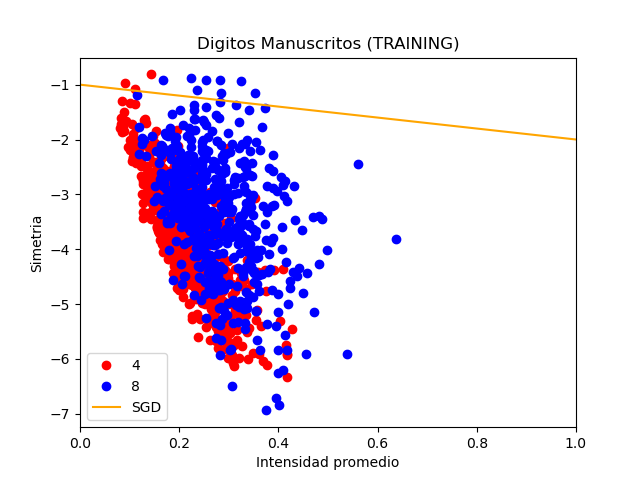 Digitos Manuscritos (TRAINING)
−1
−2
−3
−4
−5
−6
−7
Simetria
4
8
SGD
0.0 0.2 0.4 0.6 0.8 1.0
Intensidad promedio